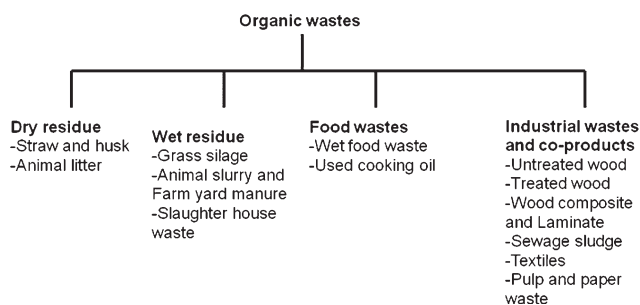 Organic wastes
Dry residue
-Straw and husk
-Animal litter
Wet residue
-Grass silage
-Animal slurry and
Farm yard manure
-Slaughter house
waste
Food wastes
-Wet food waste
-Used cooking oil
Industrial wastes
and co-products
-Untreated wood
-Treated wood
-Wood composite
and Laminate
-Sewage sludge
-Textiles
-Pulp and paper
waste